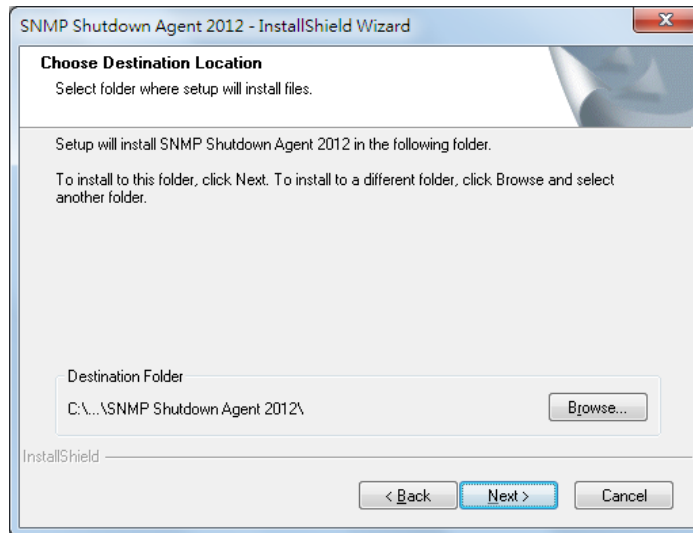 SNMP Shutdown Agent 2012 - InstallShield Wizard
Choose Destination Location
Select folder where setup will install files.
Setup will install SNMP Shutdown Agent 2012 in the following folder.
To install to this folder, click Next. To install to a different folder, click Browse and select
another folder.
Destination Folder
C:\...\SNMP Shutdown Agent 2012\
Browse...
InstallShield
< Back
Next >
Cancel